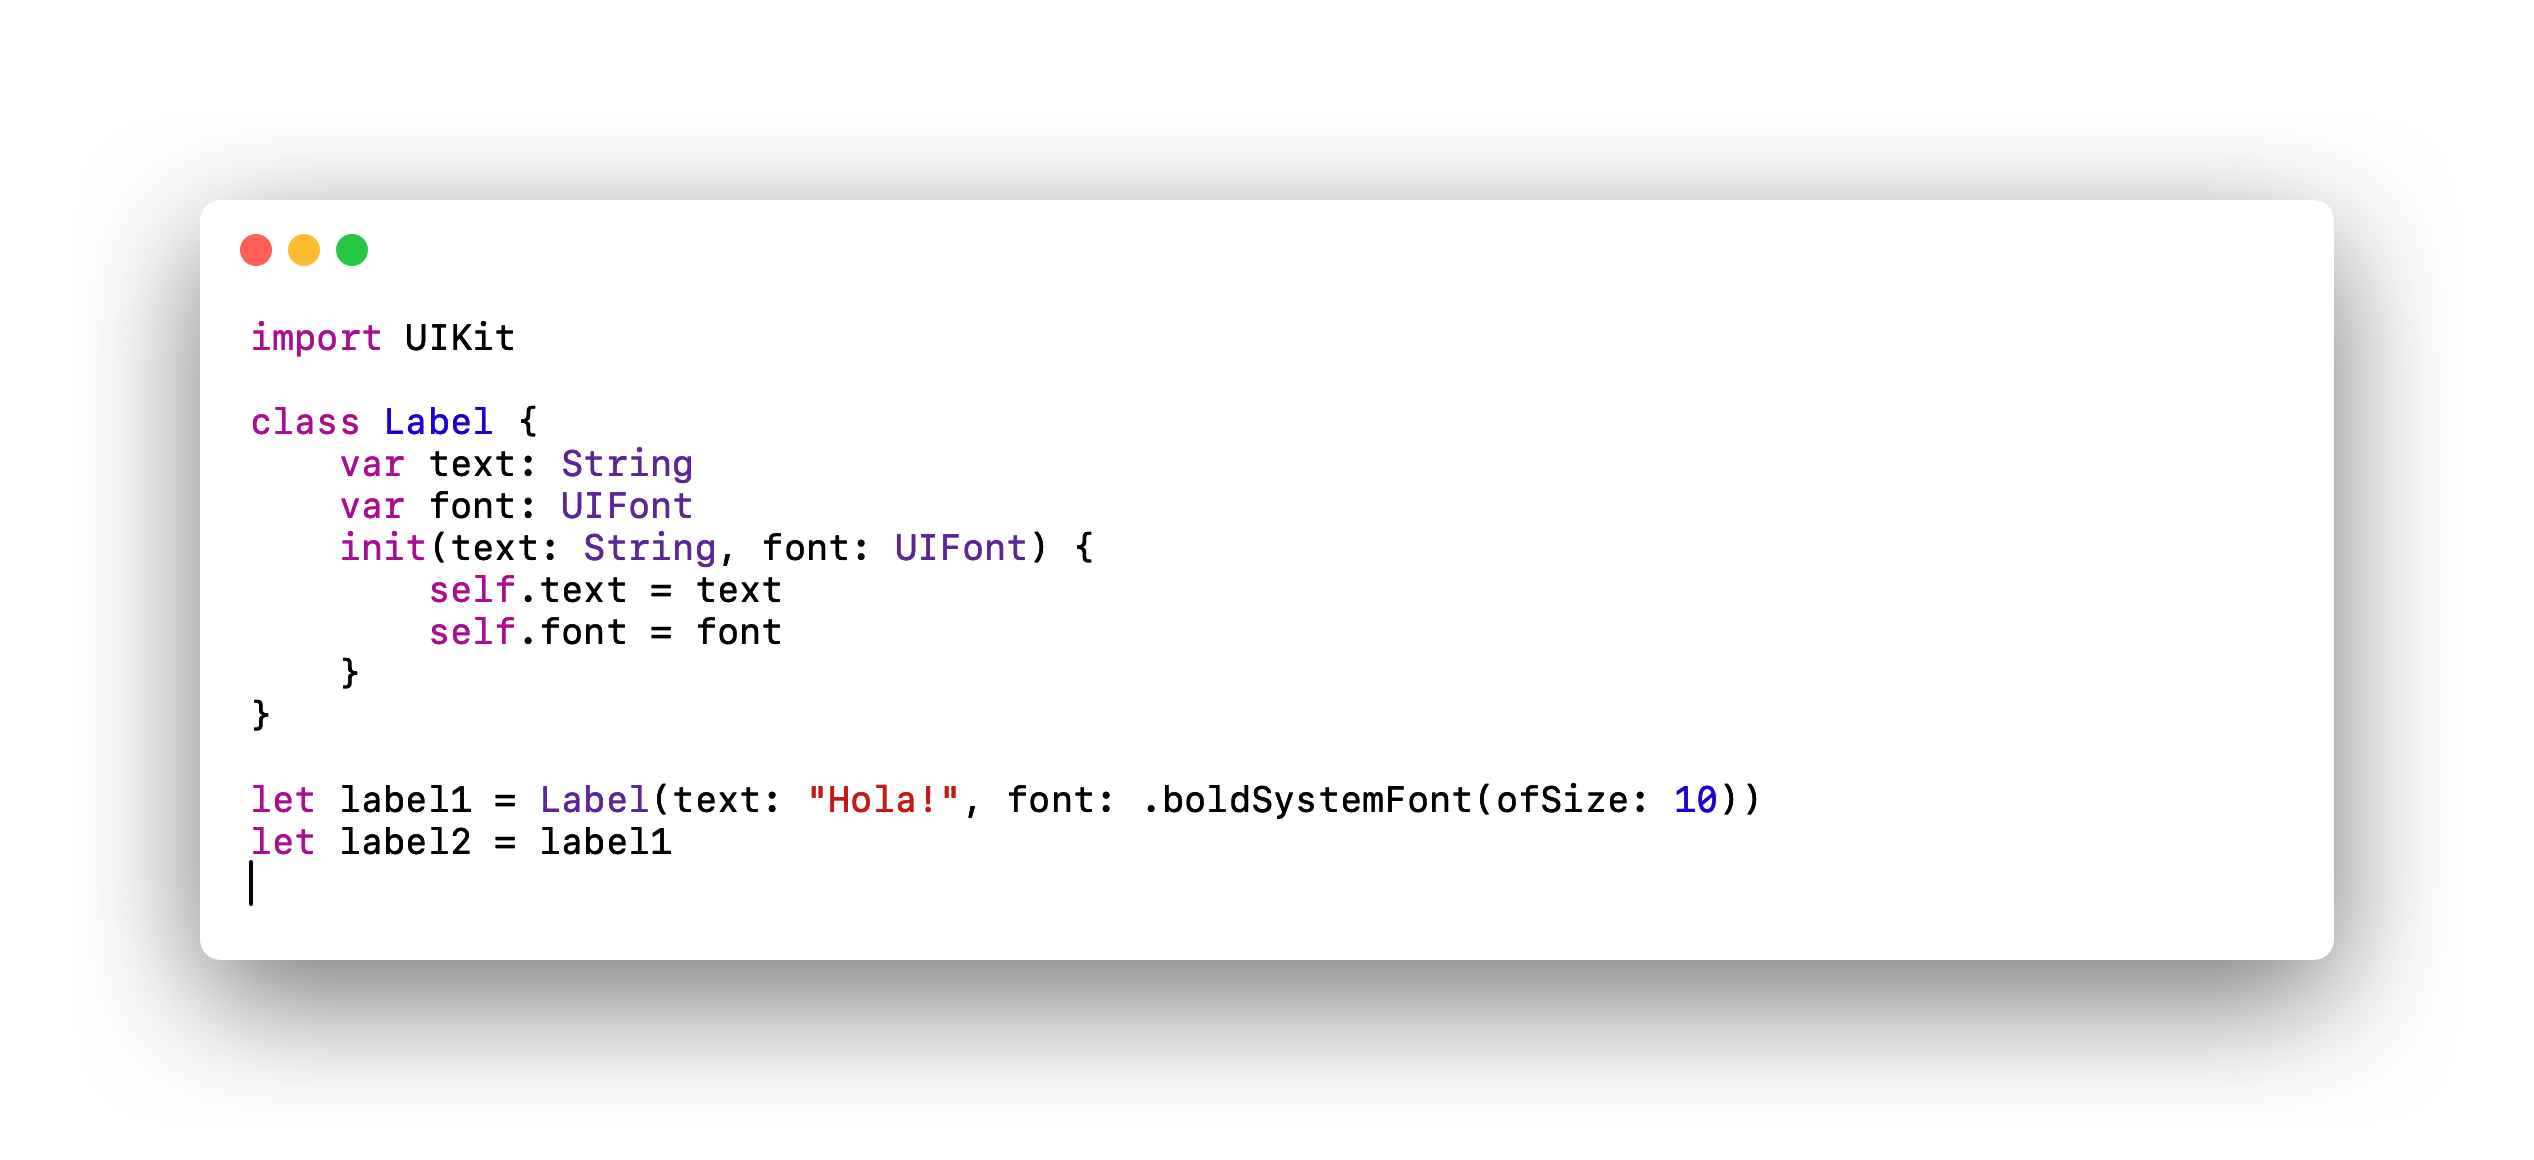 import UIKit
class Label {
    var text: String
    var font: UIFont
    init(text: String, font: UIFont) {
        self.text = text
        self.font = font
    }
}
let label1 = Label(text: "Hola!", font: .boldSystemFont(ofSize: 10))
let label2 = label1